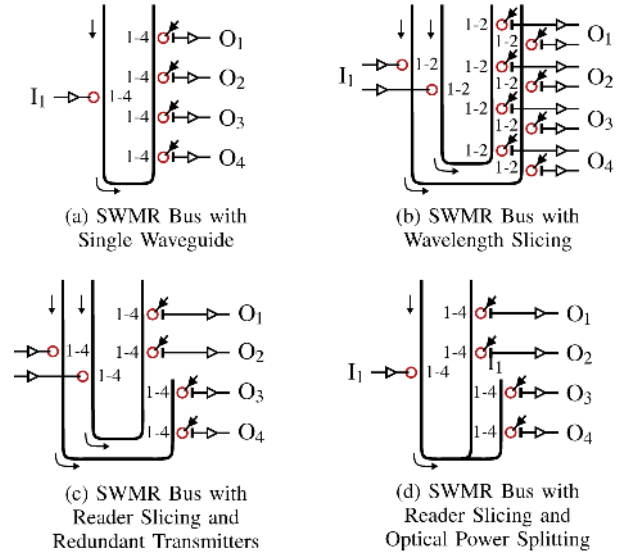 1-4 O1
1-4 O2
I1 1-4
1-4 O3
1-4 O4
(a) SWMR Bus with
Single Waveguide
1-2
1-2 O1
I1 1-2 1-2
1-2 1-2 O2
1-2
1-2 O3
1-2
1-2 O4
(b) SWMR Bus with
Wavelength Slicing
1-4 O1
1-4 1-4 O2
1-4
1-4 O3
1-4 O4
(c) SWMR Bus with
Reader Slicing and
Redundant Transmitters
1-4 O1
1-4 O2
I1
I1 1-4
1-4 O3
1-4 O4
(d) SWMR Bus with
Reader Slicing and
Optical Power Splitting